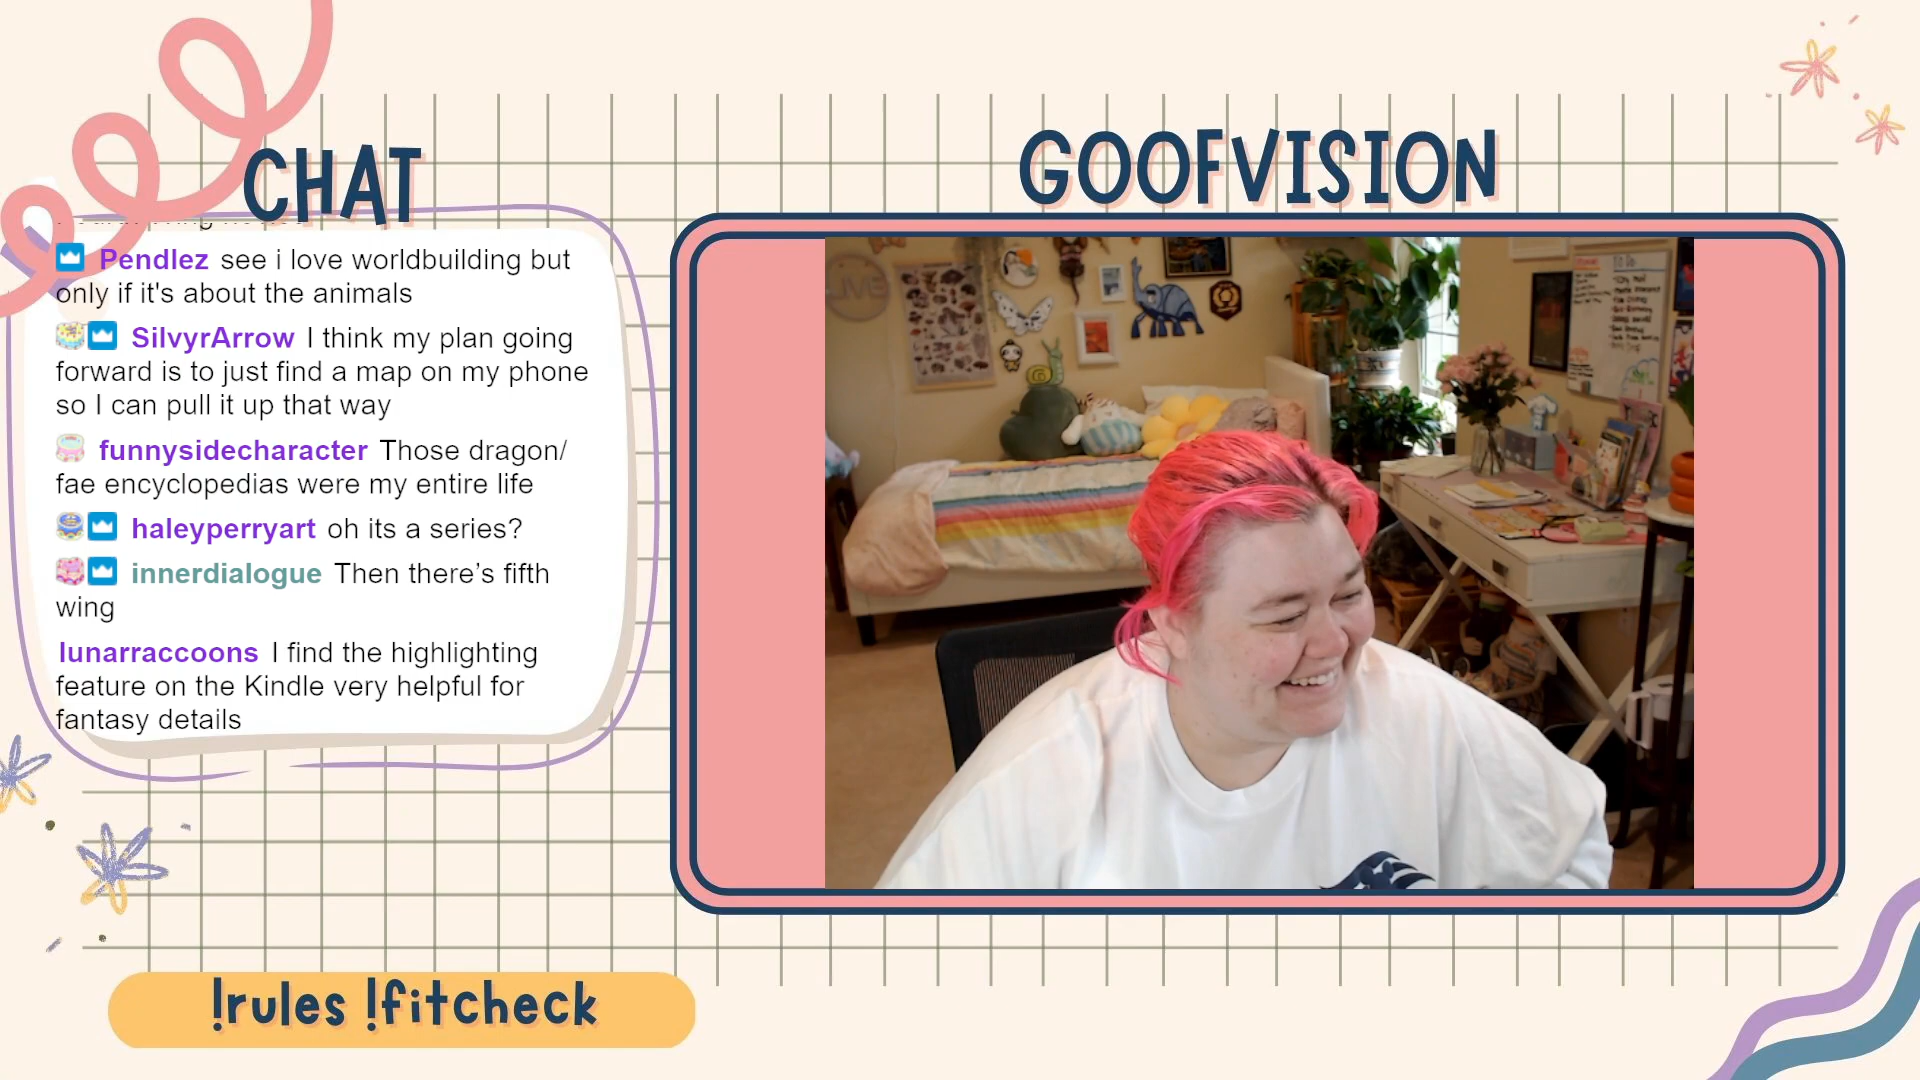 CHAT
Pendlez see i love worldbuilding but
only if it's about the animals
SilvyrArrow I think my plan going
forward is to just find a map on my phone
so I can pull it up that way
funnysidecharacter Those dragon/
fae encyclopedias were my entire life
haleyperryart oh its a series?
innerdialogue Then there’s fifth
wing
lunarraccoons I find the highlighting
feature on the Kindle very helpful for
fantasy details
!rules !fitcheck
GOOFVISION
LIVE
To Do